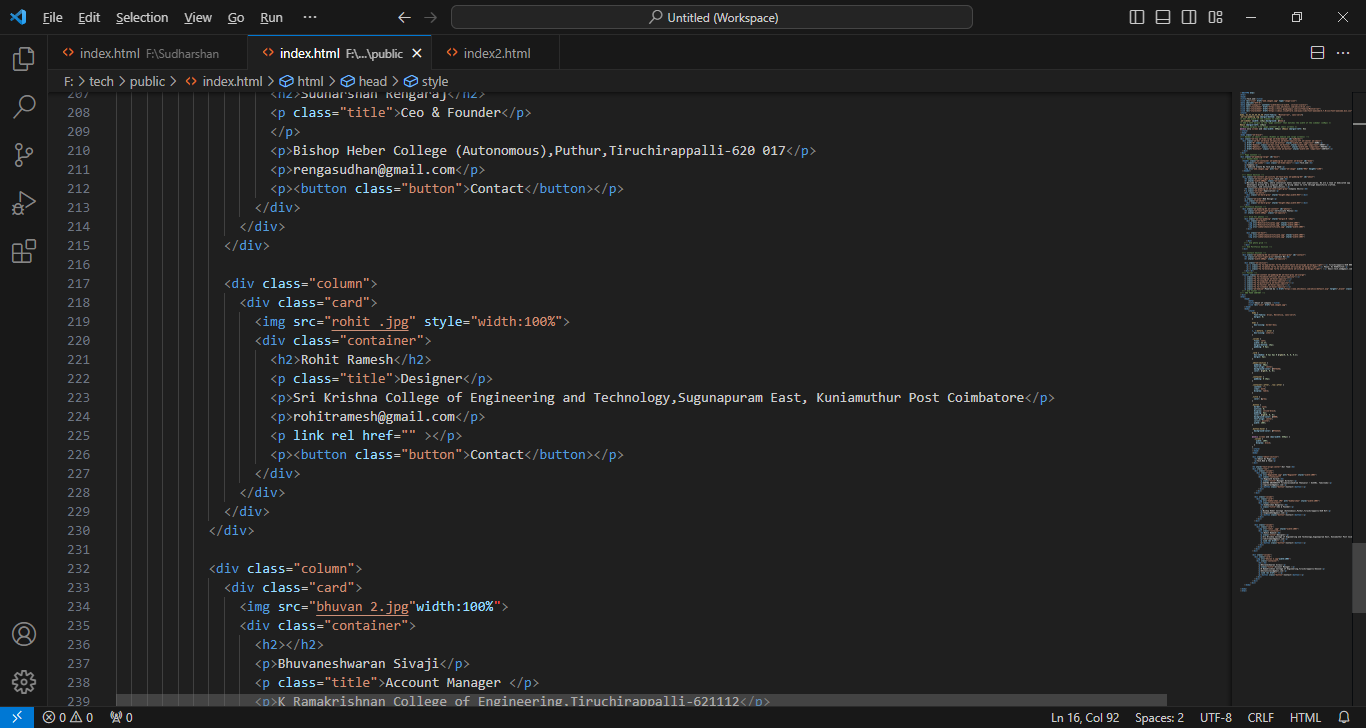 File Edit Selection View Go Run ··· Untitled (Workspace)
index.html F:\Sudharshan index.html F:\...\public index2.html
F: > tech > public > index.html > html > head > style
207 <h2>Sudharshan Rengaraj</h2>
208 <p class="title">Ceo & Founder</p>
209 </p>
210 <p>Bishop Heber College (Autonomous),Puthur,Tiruchirappalli-620 017</p>
211 <p>rengasudhan@gmail.com</p>
212 <p><button class="button">Contact</button></p>
213 </div>
214 </div>
215 </div>
216
217 <div class="column">
218 <div class="card">
219 <img src="rohit .jpg" style="width:100%">
220 <div class="container">
221 <h2>Rohit Ramesh</h2>
222 <p class="title">Designer</p>
223 <p>Sri Krishna College of Engineering and Technology,Sugunapuram East, Kuniamuthur Post Coimbatore</p>
224 <p>rohitramesh@gmail.com</p>
225 <p link rel href="" ></p>
226 <p><button class="button">Contact</button></p>
227 </div>
228 </div>
229 </div>
230 </div>
231
232 <div class="column">
233 <div class="card">
234 <img src="bhuvan 2.jpg"width:100%">
235 <div class="container">
236 <h2></h2>
237 <p>Bhuvaneshwaran Sivaji</p>
238 <p class="title">Account Manager </p>
239 <p>K Ramakrishnan College of Engineering,Tiruchirappalli-621112</p>
0 0 0 Ln 16, Col 92 Spaces: 2 UTF-8 CRLF HTML